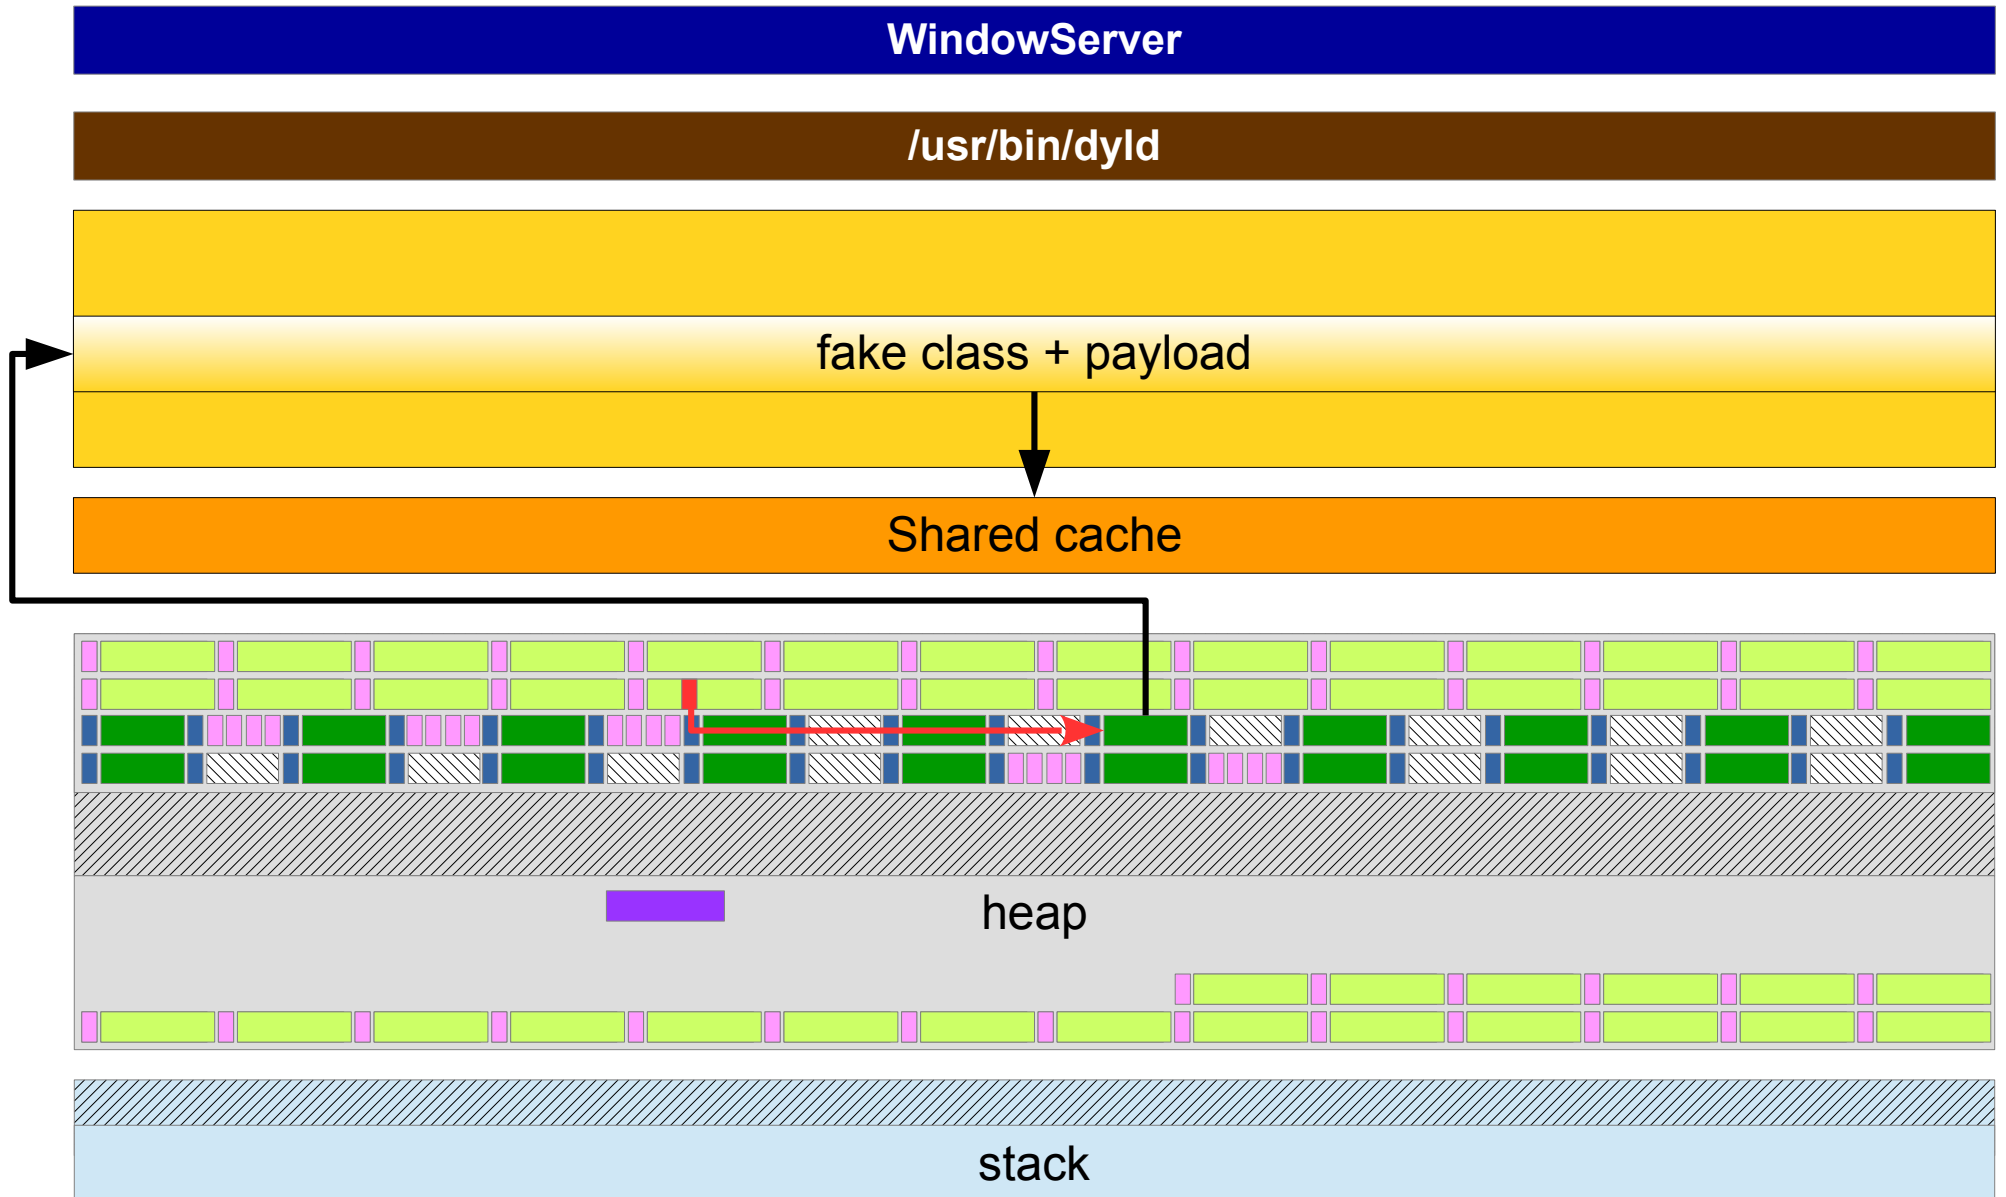 WindowServer
/usr/bin/dyld
fake class + payload
Shared cache
heap
stack